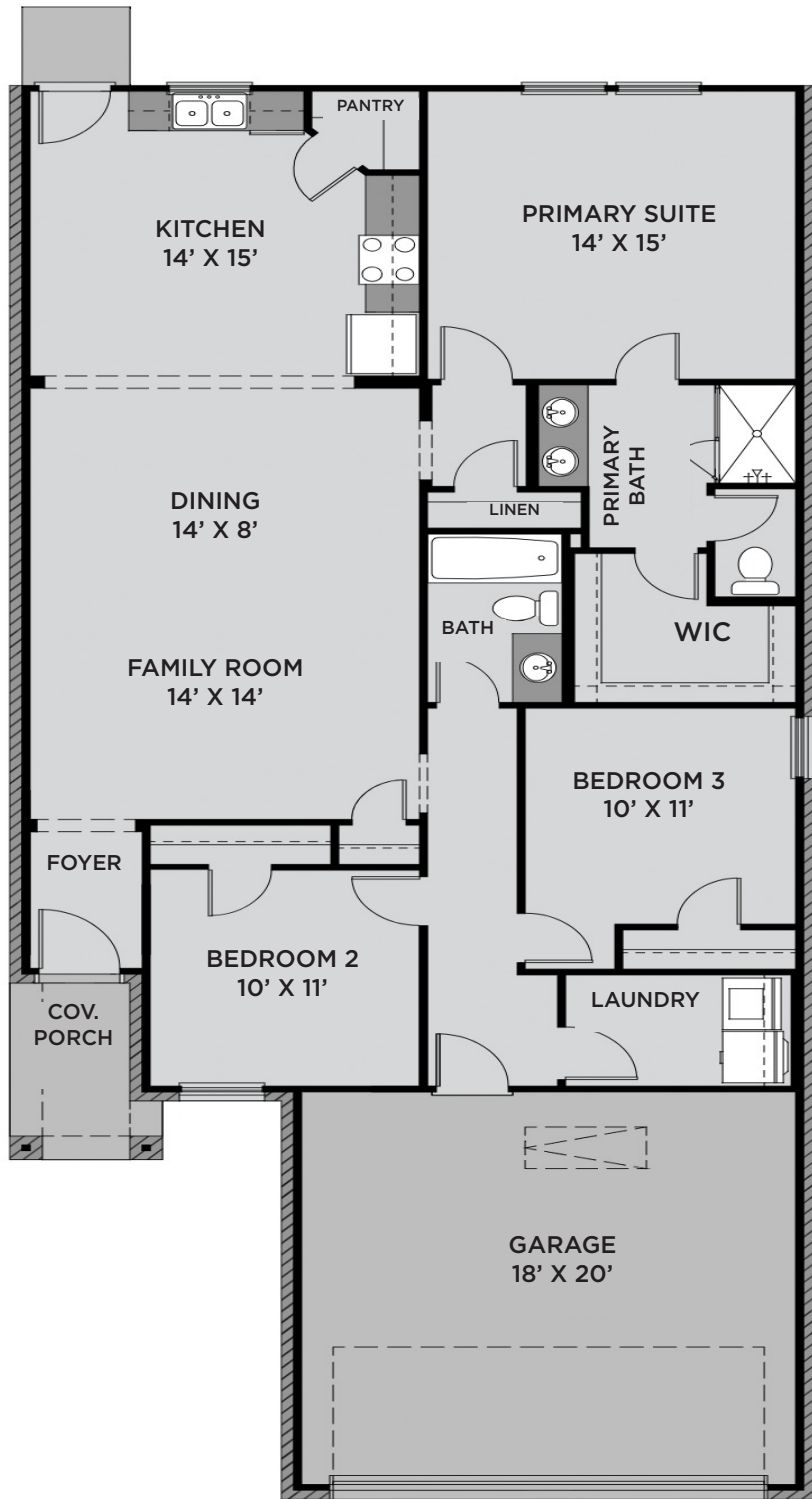 PANTRY
KITCHEN
14’ X 15’
PRIMARY SUITE
14’ X 15’
PRIMARY
BATH
DINING
14’ X 8’
LINEN
BATH
WIC
FAMILY ROOM
14’ X 14’
BEDROOM 3
10’ X 11’
FOYER
BEDROOM 2
10’ X 11’
LAUNDRY
COV.
PORCH
GARAGE
18’ X 20’